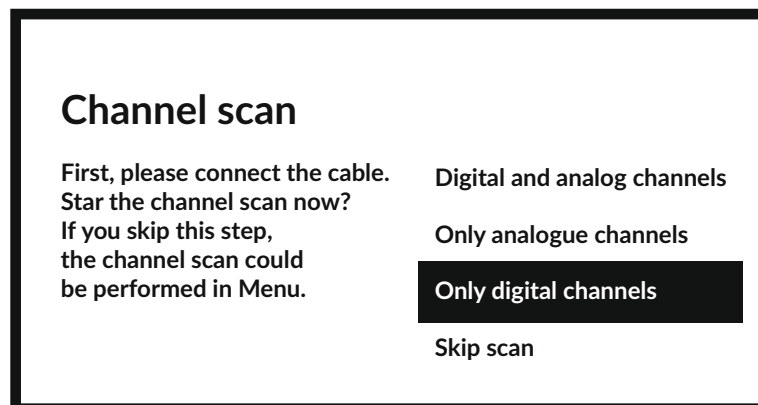 Channel scan
First, please connect the cable.
Star the channel scan now?
If you skip this step,
the channel scan could
be performed in Menu.
Digital and analog channels
Only analogue channels
Only digital channels
Skip scan